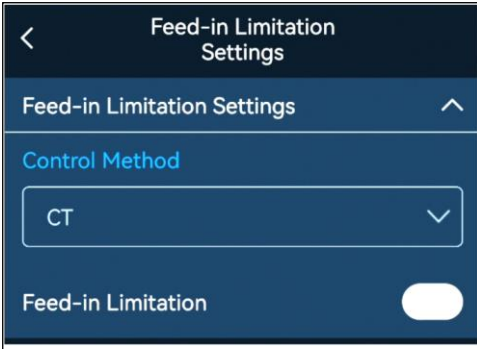 Feed-in Limitation
Settings
Feed-in Limitation Settings
Control Method
CT
Feed-in Limitation